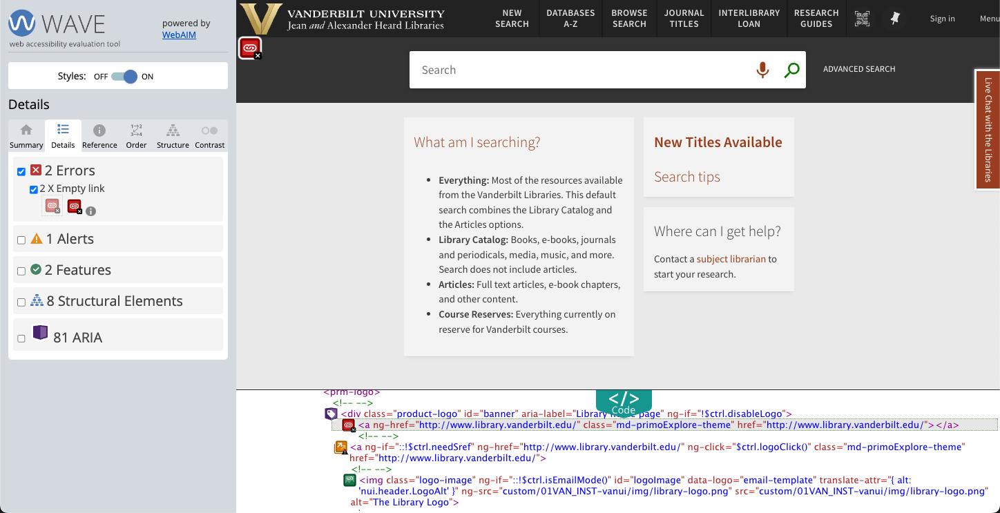 WAVE
web accessibility evaluation tool
powered by
WebAIM
Styles: OFF ON
Details
Summary Details Reference Order Structure Contrast
2 Errors
2 X Empty link
1 Alerts
2 Features
8 Structural Elements
81 ARIA
VANDERBILT UNIVERSITY
Jean and Alexander Heard Libraries
NEW
SEARCH
DATABASES
A-Z
BROWSE
SEARCH
JOURNAL
TITLES
INTERLIBRARY
LOAN
RESEARCH
GUIDES
Sign in
Menu
Search
ADVANCED SEARCH
Live Chat with the Libraries
What am I searching?
• Everything: Most of the resources available
from the Vanderbilt Libraries. This default
search combines the Library Catalog and
the Articles options.
• Library Catalog: Books, e-books, journals
and periodicals, media, music, and more.
Search does not include articles.
• Articles: Full text articles, e-book chapters,
and other content.
• Course Reserves: Everything currently on
reserve for Vanderbilt courses.
New Titles Available
Search tips
Where can I get help?
Contact a subject librarian to
start your research.
</>
Code
<prm-logo>
<!-- -->
<div class="product-logo" id="banner" aria-label="Library page" ng-if="!$ctrl.disableLogo">
<a ng-href="http://www.library.vanderbilt.edu/" class="md-primoExplore-theme" href="http://www.library.vanderbilt.edu/"></a>
<!-- -->
<a ng-if="::!$ctrl.needSref" ng-href="http://www.library.vanderbilt.edu/" ng-click="$ctrl.logoClick()" class="md-primoExplore-theme"
href="http://www.library.vanderbilt.edu/">
<!-- -->
<img class="logo-image" ng-if="::!$ctrl.isEmailMode()" id="logoImage" data-logo="email-template" translate-attr="{ alt:
'nui.header.LogoAlt' }" ng-src="custom/01VAN_INST-vanui/img/library-logo.png" src="custom/01VAN_INST-vanui/img/library-logo.png"
alt="The Library Logo">